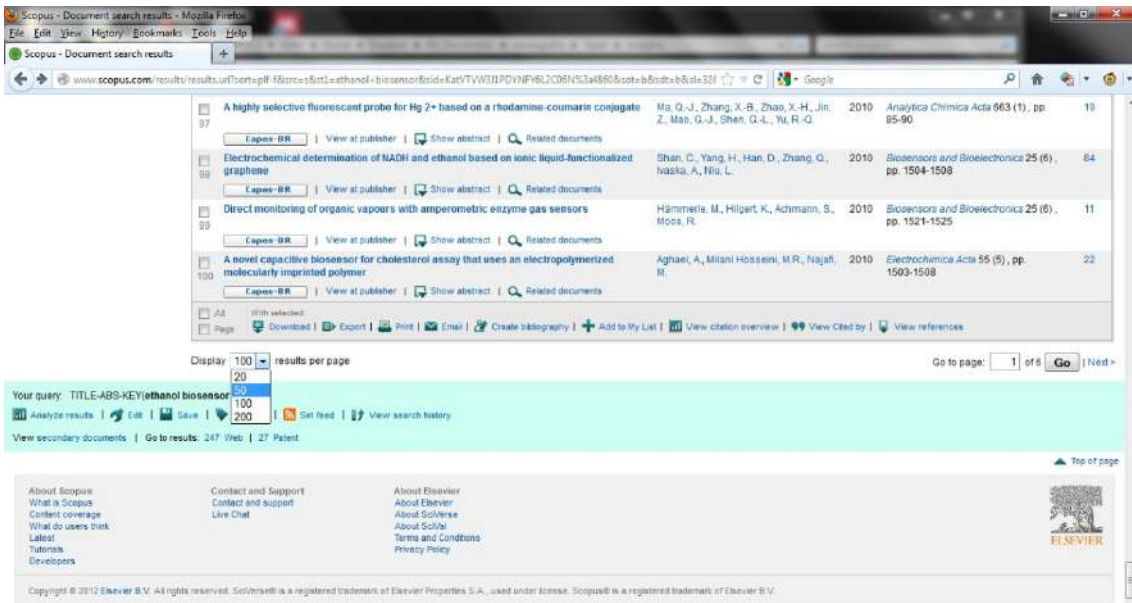 Scopus - Document search results - Mozilla Firefox
File Edit View History Bookmarks Tools Help
Scopus - Document search results
Google
A highly selective fluorescent probe for Hg 2+ based on a rhodamine-coumarin conjugate Ma, Q.-J., Zhang, X.-B., Zhao, X.-H., Jin, 2010 Analytica Chimica Acta 663 (1) , pp. 19
97 Z., Mao, G.-J., Shen, G.-L., Yu, R.-Q. 85-90
Capes-BR | View at publisher | Show abstract | Related documents
Electrochemical determination of NADH and ethanol based on ionic liquid-functionalized Shan, C., Yang, H., Han, D., Zhang, Q., 2010 Biosensors and Bioelectronics 25 (6) , 84
98 graphene Ivaska, A., Niu, L. pp. 1504-1508
Capes-BR | View at publisher | Show abstract | Related documents
Direct monitoring of organic vapours with amperometric enzyme gas sensors Hämmerle, M., Hilgert, K., Achmann, S., 2010 Biosensors and Bioelectronics 25 (6) , 11
99 Moos, R. pp. 1521-1525
Capes-BR | View at publisher | Show abstract | Related documents
A novel capacitive biosensor for cholesterol assay that uses an electropolymerized Aghaei, A., Milani Hosseini, M.R., Najafi, 2010 Electrochimica Acta 55 (5) , pp. 22
100 molecularly imprinted polymer M. 1503-1508
Capes-BR | View at publisher | Show abstract | Related documents
All With selected:
Page Download | Export | Print | Email | Create bibliography | Add to My List | View citation overview | View Cited by | View references
Display 100 results per page Go to page: 1 of 6 Go | Next >
20
50
100
200
Your query: TITLE-ABS-KEY(ethanol biosensor
Analyze results | Edit | Save | | Set feed | View search history
View secondary documents | Go to results: 247 Web | 27 Patent
Top of page
About Scopus Contact and Support About Elsevier
What is Scopus Contact and support About Elsevier
Content coverage Live Chat About SciVerse
What do users think About SciVal
Latest Terms and Conditions
Tutorials Privacy Policy
Developers
ELSEVIER
Copyright © 2012 Elsevier B.V. All rights reserved. SciVerse® is a registered trademark of Elsevier Properties S.A., used under license. Scopus® is a registered trademark of Elsevier B.V.